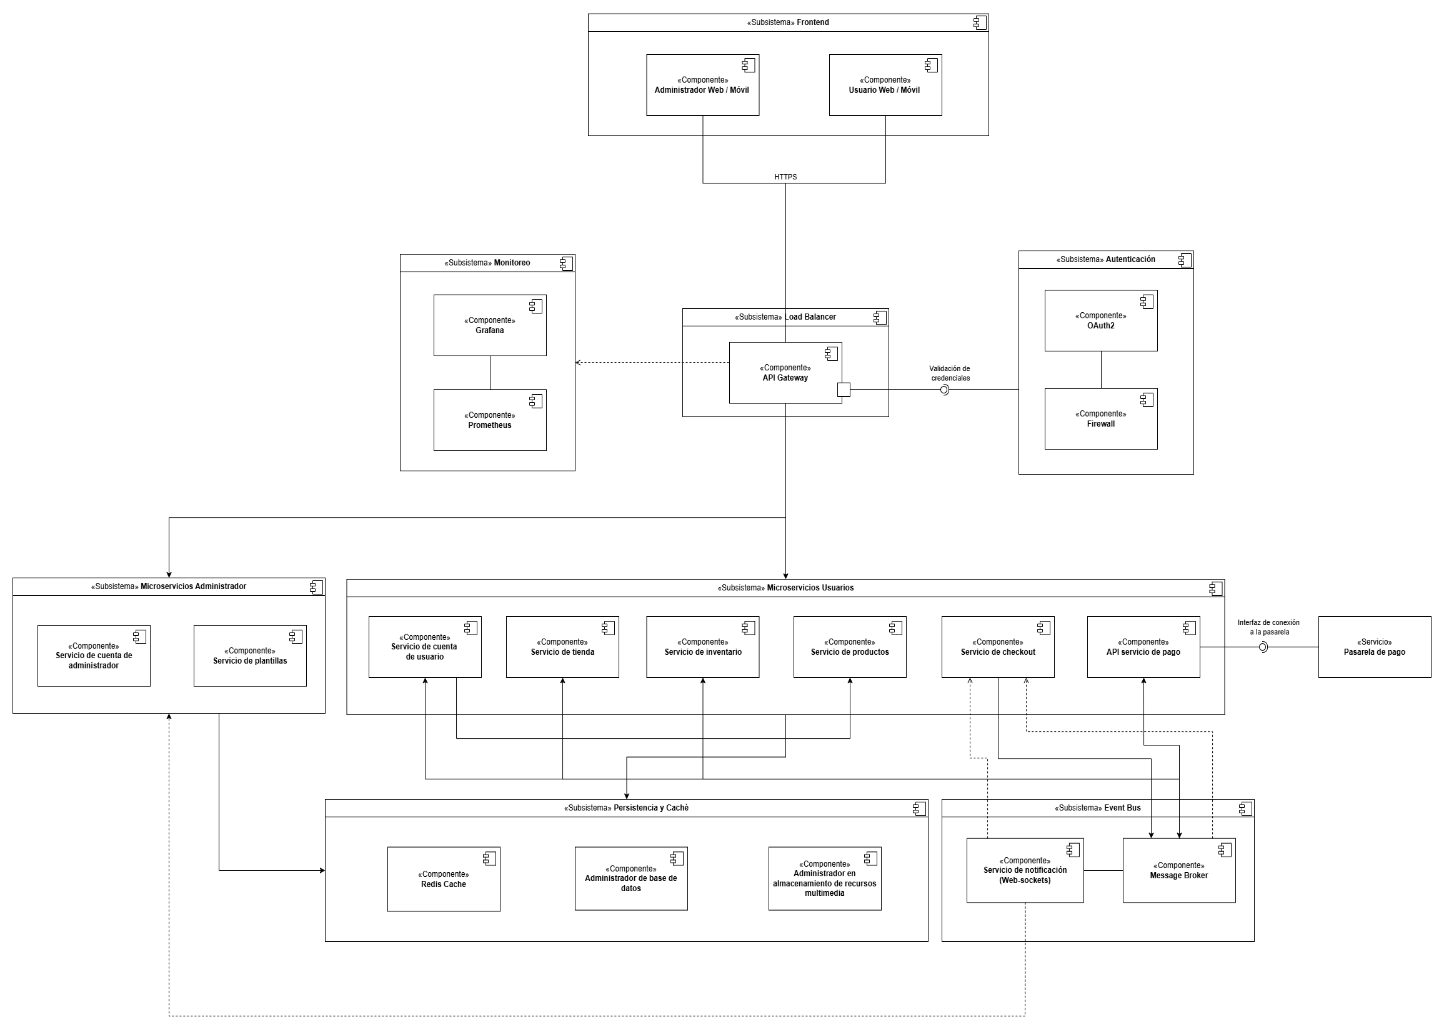 «Subsistema» Frontend
«Componente»
Administrador Web / Móvil
«Componente»
Usuario Web / Móvil
HTTPS
«Subsistema» Monitoreo
«Componente»
Grafana
«Componente»
Prometheus
«Subsistema» Load Balancer
«Componente»
API Gateway
Validación de
credenciales
«Subsistema» Autenticación
«Componente»
OAuth2
«Componente»
Firewall
«Subsistema» Microservicios Administrador
«Componente»
Servicio de cuenta de
administrador
«Componente»
Servicio de plantillas
«Subsistema» Microservicios Usuarios
«Componente»
Servicio de cuenta
de usuario
«Componente»
Servicio de tienda
«Componente»
Servicio de inventario
«Componente»
Servicio de productos
«Componente»
Servicio de checkout
«Componente»
API servicio de pago
Interfaz de conexión
a la pasarela
«Servicio»
Pasarela de pago
«Subsistema» Persistencia y Caché
«Componente»
Redis Cache
«Componente»
Administrador de base de
datos
«Componente»
Administrador en
almacenamiento de recursos
multimedia
«Subsistema» Event Bus
«Componente»
Servicio de notificación
(Web-sockets)
«Componente»
Message Broker